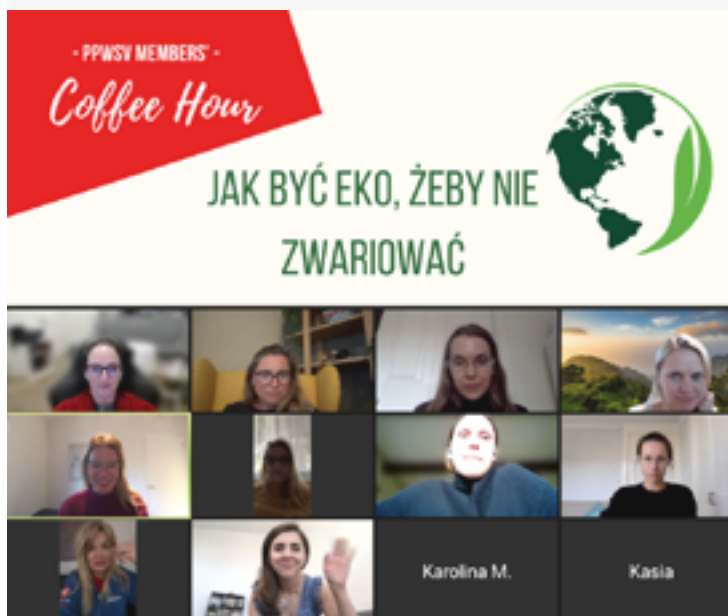 - PPWSV MEMBERS' -
Coffee Hour
JAK BYĆ EKO, ŻEBY NIE
ZWARIOWAĆ
Karolina M.
Kasia